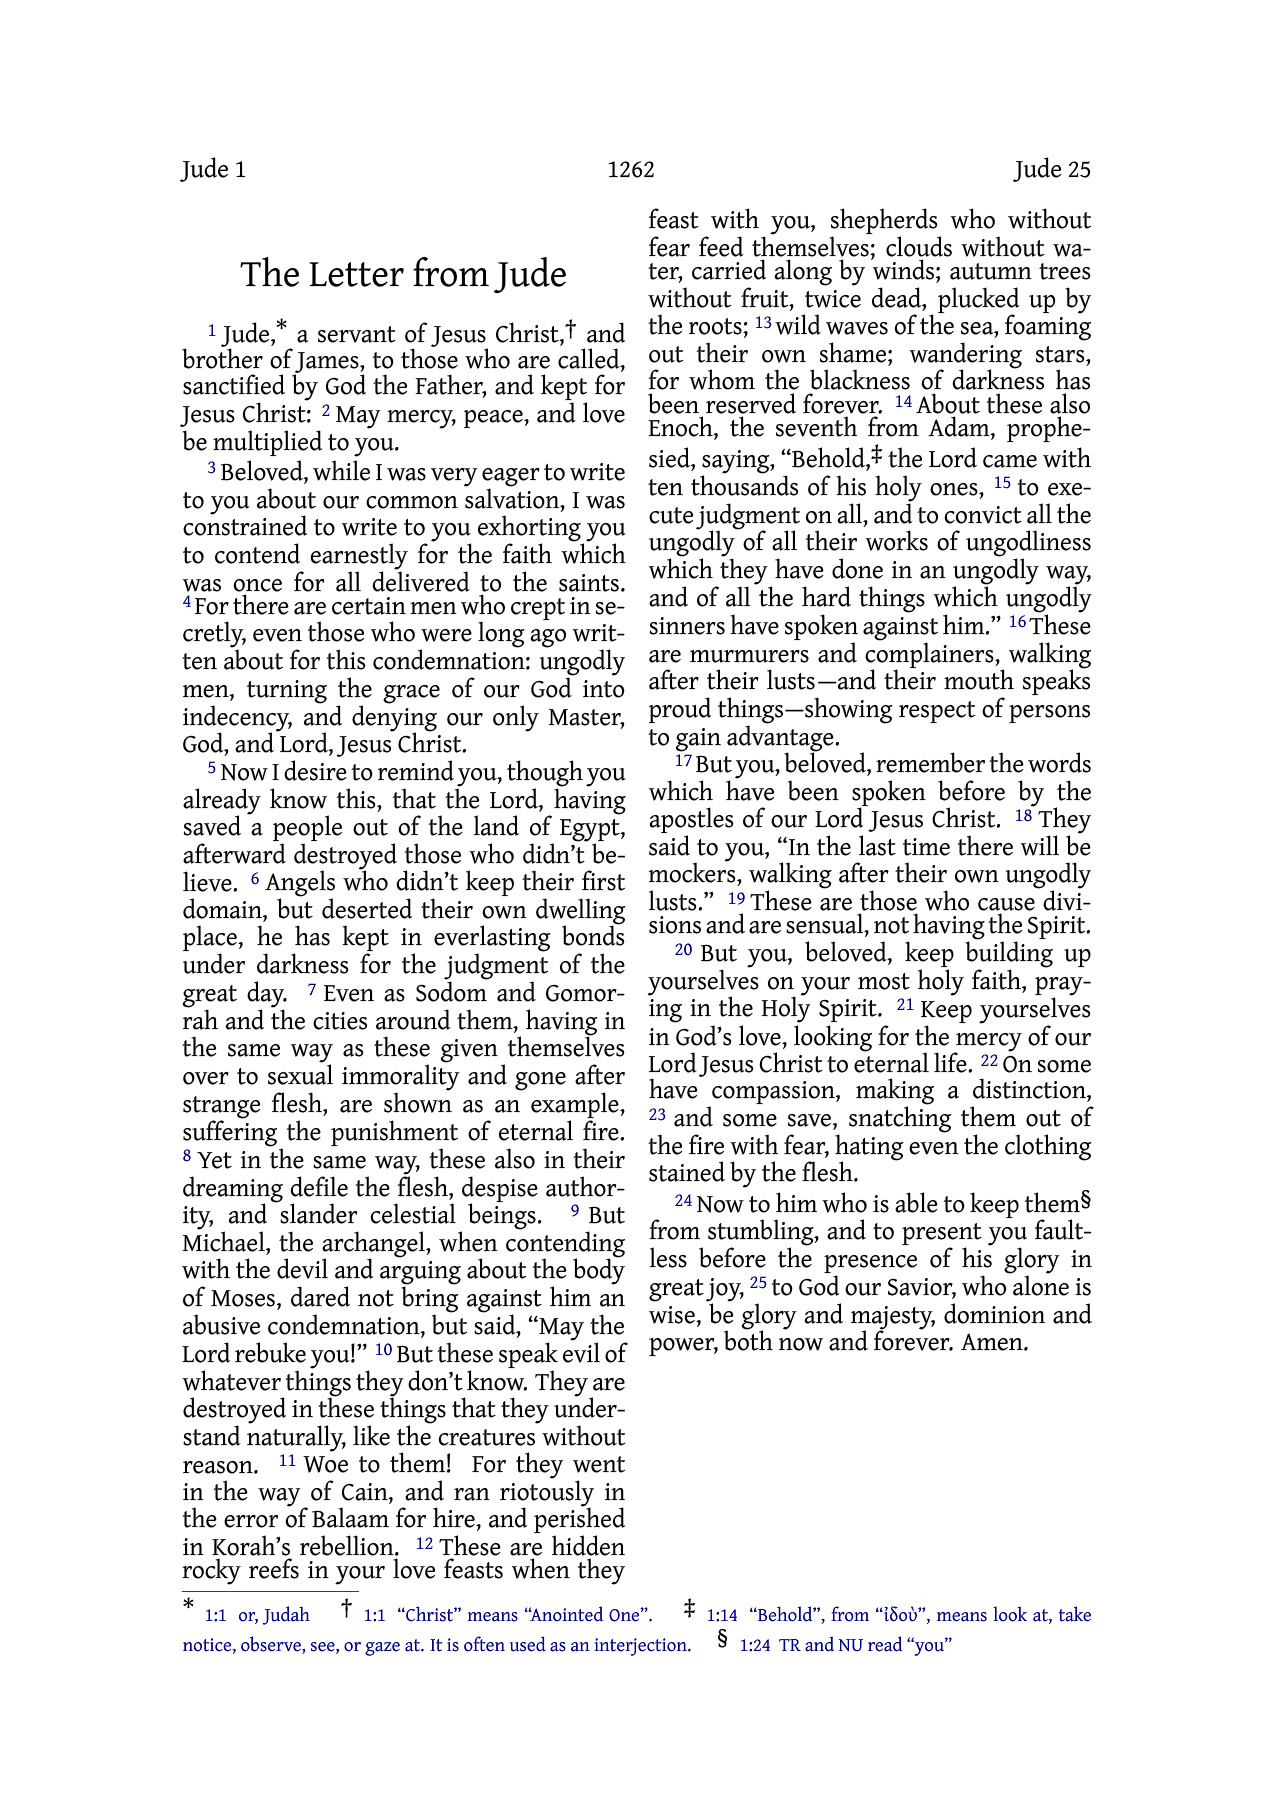 Jude 1 1262 Jude 25
The Letter from Jude
1 Jude,* a servant of Jesus Christ,† and
brother of James, to those who are called,
sanctified by God the Father, and kept for
Jesus Christ: 2 May mercy, peace, and love
be multiplied to you.
3 Beloved, while I was very eager to write
to you about our common salvation, I was
constrained to write to you exhorting you
to contend earnestly for the faith which
was once for all delivered to the saints.
4 For there are certain men who crept in se-
cretly, even those who were long ago writ-
ten about for this condemnation: ungodly
men, turning the grace of our God into
indecency, and denying our only Master,
God, and Lord, Jesus Christ.
5 Now I desire to remind you, though you
already know this, that the Lord, having
saved a people out of the land of Egypt,
afterward destroyed those who didn’t be-
lieve. 6 Angels who didn’t keep their first
domain, but deserted their own dwelling
place, he has kept in everlasting bonds
under darkness for the judgment of the
great day. 7 Even as Sodom and Gomor-
rah and the cities around them, having in
the same way as these given themselves
over to sexual immorality and gone after
strange flesh, are shown as an example,
suffering the punishment of eternal fire.
8 Yet in the same way, these also in their
dreaming defile the flesh, despise author-
ity, and slander celestial beings. 9 But
Michael, the archangel, when contending
with the devil and arguing about the body
of Moses, dared not bring against him an
abusive condemnation, but said, “May the
Lord rebuke you!” 10 But these speak evil of
whatever things they don’t know. They are
destroyed in these things that they under-
stand naturally, like the creatures without
reason. 11 Woe to them! For they went
in the way of Cain, and ran riotously in
the error of Balaam for hire, and perished
in Korah’s rebellion. 12 These are hidden
rocky reefs in your love feasts when they
feast with you, shepherds who without
fear feed themselves; clouds without wa-
ter, carried along by winds; autumn trees
without fruit, twice dead, plucked up by
the roots; 13 wild waves of the sea, foaming
out their own shame; wandering stars,
for whom the blackness of darkness has
been reserved forever. 14 About these also
Enoch, the seventh from Adam, prophe-
sied, saying, “Behold,‡ the Lord came with
ten thousands of his holy ones, 15 to exe-
cute judgment on all, and to convict all the
ungodly of all their works of ungodliness
which they have done in an ungodly way,
and of all the hard things which ungodly
sinners have spoken against him.” 16 These
are murmurers and complainers, walking
after their lusts—and their mouth speaks
proud things—showing respect of persons
to gain advantage.
17 But you, beloved, remember the words
which have been spoken before by the
apostles of our Lord Jesus Christ. 18 They
said to you, “In the last time there will be
mockers, walking after their own ungodly
lusts.” 19 These are those who cause divi-
sions and are sensual, not having the Spirit.
20 But you, beloved, keep building up
yourselves on your most holy faith, pray-
ing in the Holy Spirit. 21 Keep yourselves
in God’s love, looking for the mercy of our
Lord Jesus Christ to eternal life. 22 On some
have compassion, making a distinction,
23 and some save, snatching them out of
the fire with fear, hating even the clothing
stained by the flesh.
24 Now to him who is able to keep them§
from stumbling, and to present you fault-
less before the presence of his glory in
great joy, 25 to God our Savior, who alone is
wise, be glory and majesty, dominion and
power, both now and forever. Amen.
* 1:1 or, Judah † 1:1 “Christ” means “Anointed One”. ‡ 1:14 “Behold”, from “ἰδοὺ”, means look at, take
notice, observe, see, or gaze at. It is often used as an interjection. § 1:24 TR and NU read “you”